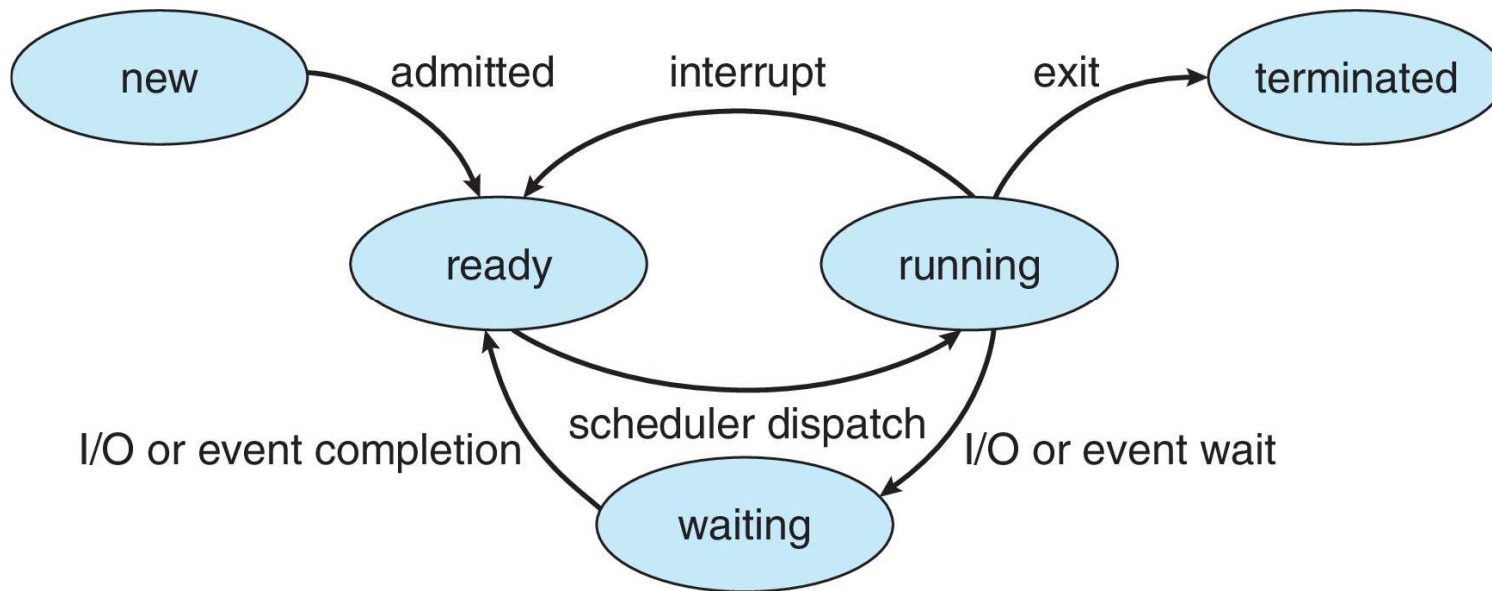 new
admitted
interrupt
exit
terminated
ready
running
scheduler dispatch
I/O or event completion
I/O or event wait
waiting